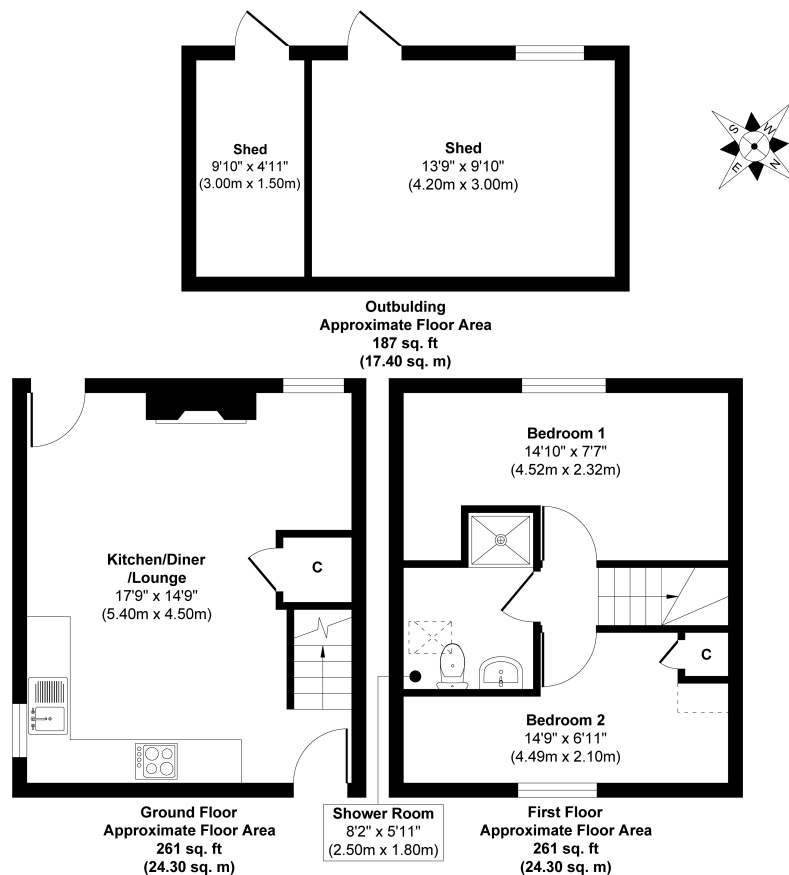 Shed
9'10" x 4'11"
(3.00m x 1.50m)
Shed
13'9" x 9'10"
(4.20m x 3.00m)
S
W
E
N
Outbulding
Approximate Floor Area
187 sq. ft
(17.40 sq. m)
Kitchen/Diner
/Lounge
17'9" x 14'9"
(5.40m x 4.50m)
C
Bedroom 1
14'10" x 7'7"
(4.52m x 2.32m)
C
Bedroom 2
14'9" x 6'11"
(4.49m x 2.10m)
Ground Floor
Approximate Floor Area
261 sq. ft
(24.30 sq. m)
Shower Room
8'2" x 5'11"
(2.50m x 1.80m)
First Floor
Approximate Floor Area
261 sq. ft
(24.30 sq. m)